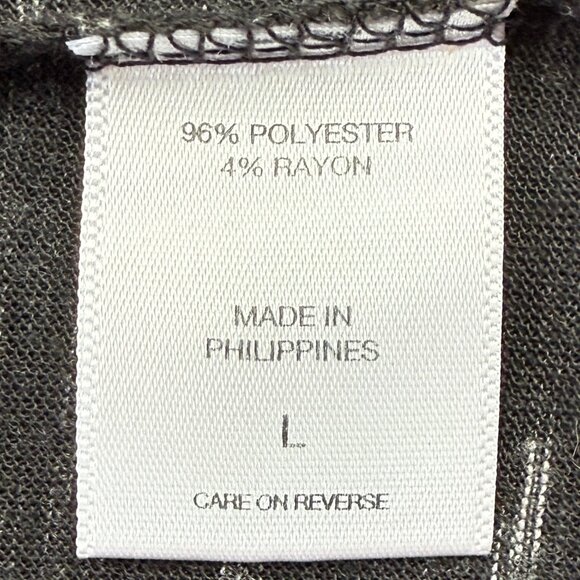 96% POLYESTER
4% RAYON
MADE IN
PHILIPPINES
L
CARE ON REVERSE